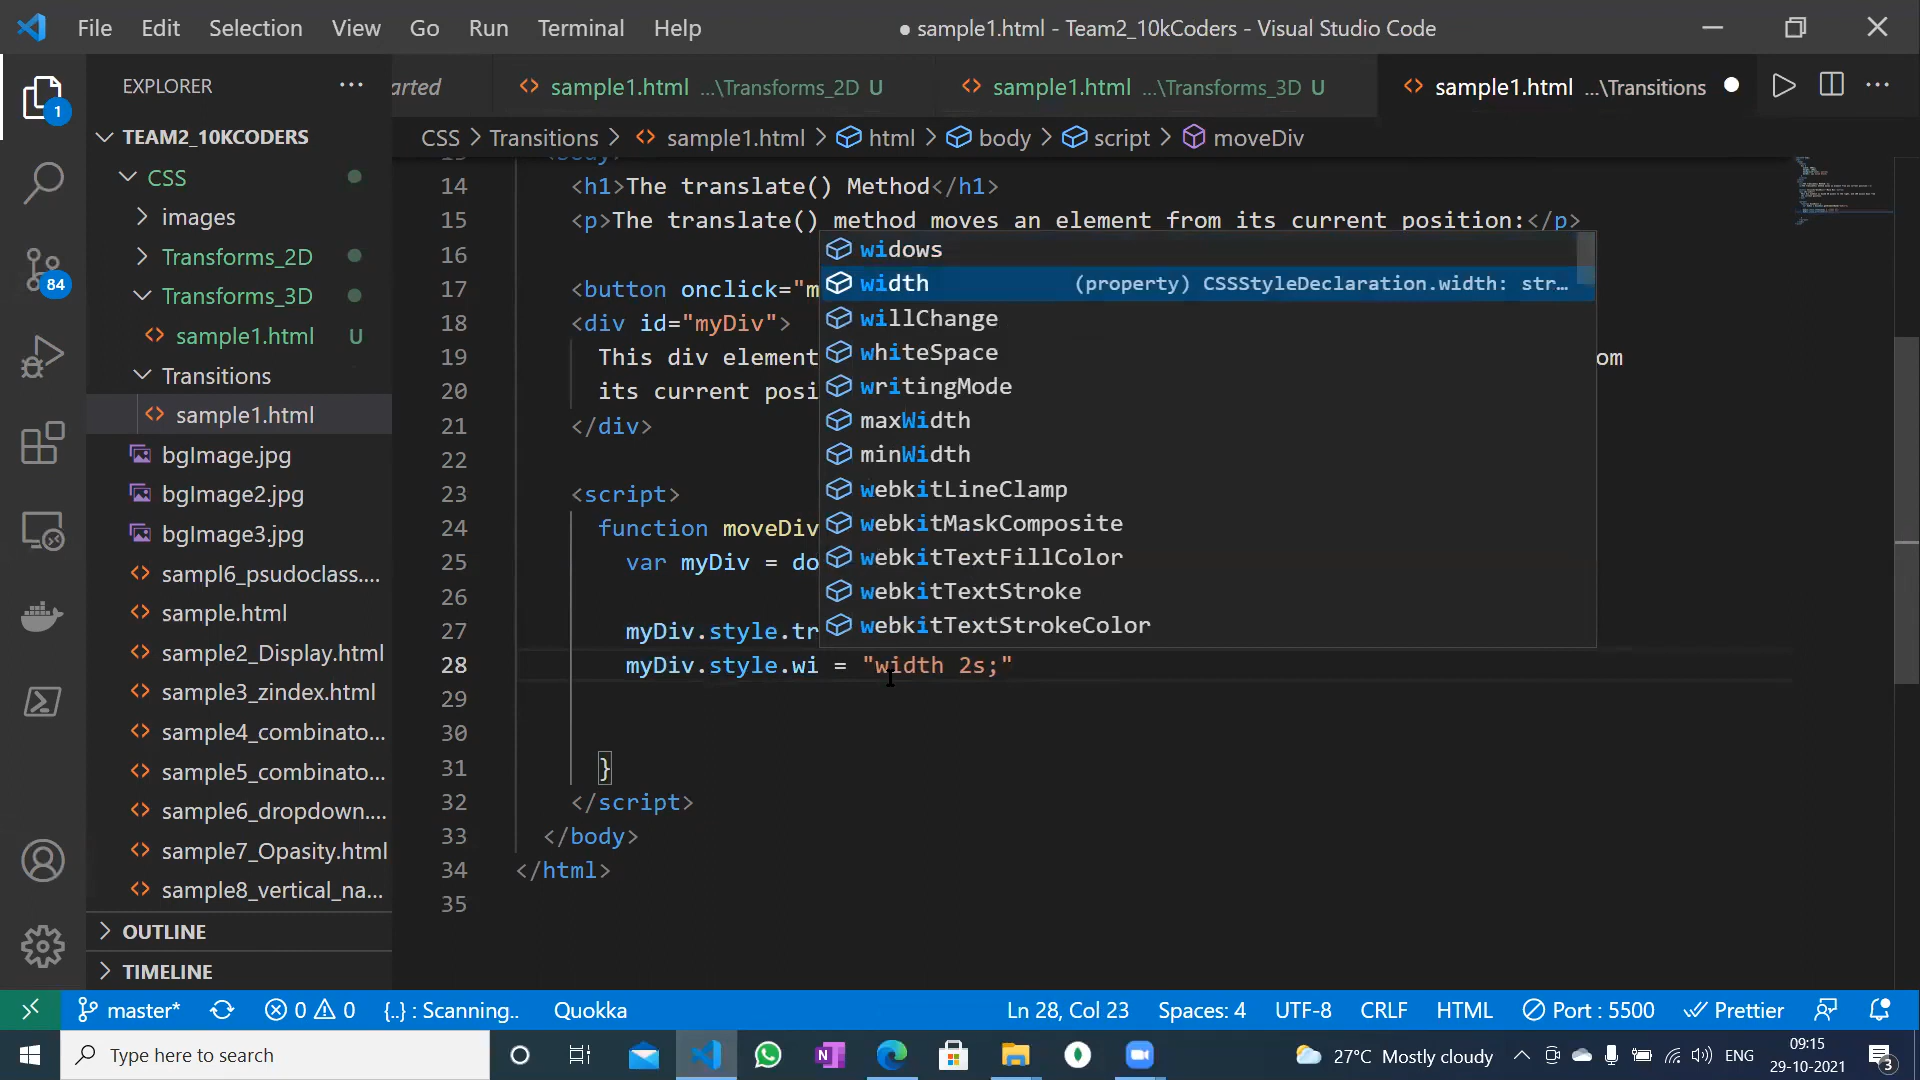 File Edit Selection View Go Run Terminal Help ● sample1.html - Team2_10kCoders - Visual Studio Code
EXPLORER ...
arted sample1.html ...\Transforms_2D U sample1.html ...\Transforms_3D U sample1.html ...\Transitions
1
TEAM2_10KCODERS
CSS > Transitions > sample1.html > html > body > script > moveDiv
CSS
images
Transforms_2D
Transforms_3D
84
sample1.html U
Transitions
sample1.html
bgImage.jpg
bgImage2.jpg
bgImage3.jpg
sampl6_psudoclass....
sample.html
sample2_Display.html
sample3_zindex.html
sample4_combinato...
sample5_combinato...
sample6_dropdown....
sample7_Opasity.html
sample8_vertical_na...
OUTLINE
TIMELINE
13 <body>
14 <h1>The translate() Method</h1>
15 <p>The translate() method moves an element from its current position:</p>
16
17 <button onclick="m
18 <div id="myDiv">
19 This div element om
20 its current posi
21 </div>
22
23 <script>
24 function moveDiv
25 var myDiv = do
26
27 myDiv.style.tr
28 myDiv.style.wi = "width 2s;"
29
30
31 }
32 </script>
33 </body>
34 </html>
35
widows
width (property) CSSStyleDeclaration.width: str...
willChange
whiteSpace
writingMode
maxWidth
minWidth
webkitLineClamp
webkitMaskComposite
webkitTextFillColor
webkitTextStroke
webkitTextStrokeColor
master* 0 0 {..} : Scanning.. Quokka Ln 28, Col 23 Spaces: 4 UTF-8 CRLF HTML Port : 5500 Prettier
Type here to search 27°C Mostly cloudy ENG 09:15
29-10-2021 3